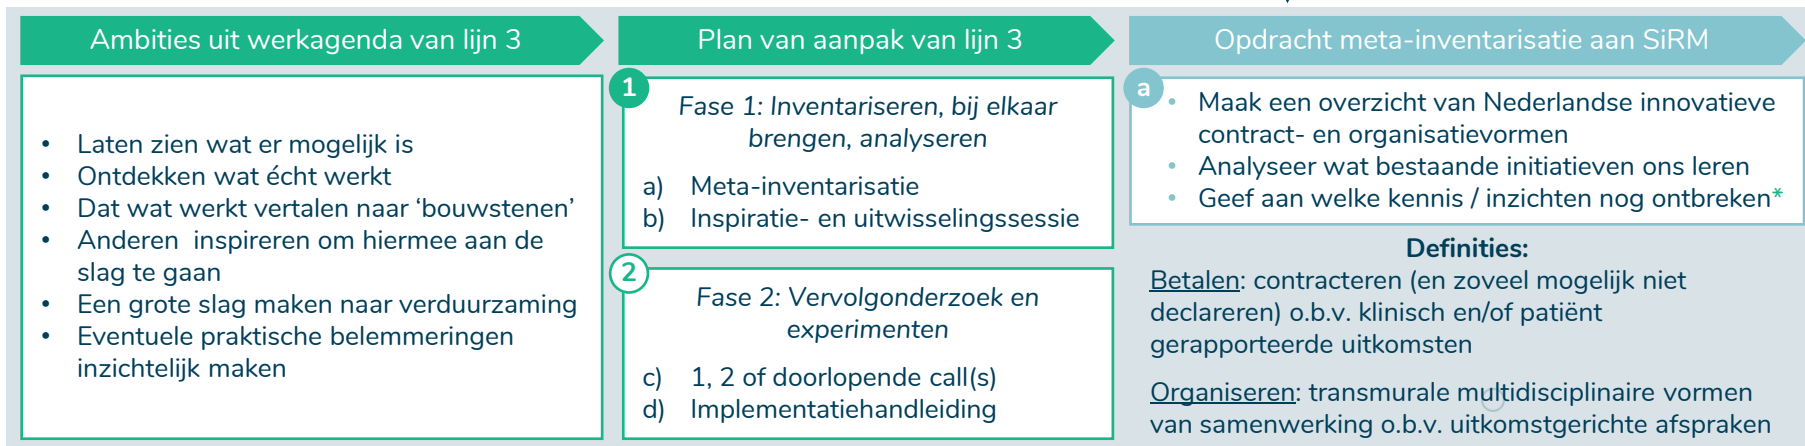 Ambities uit werkagenda van lijn 3
• Laten zien wat er mogelijk is
• Ontdekken wat écht werkt
• Dat wat werkt vertalen naar ‘bouwstenen’
• Anderen inspireren om hiermee aan de
slag te gaan
• Een grote slag maken naar verduurzaming
• Eventuele praktische belemmeringen
inzichtelijk maken
Plan van aanpak van lijn 3
1
Fase 1: Inventariseren, bij elkaar
brengen, analyseren
a) Meta-inventarisatie
b) Inspiratie- en uitwisselingssessie
2
Fase 2: Vervolgonderzoek en
experimenten
c) 1, 2 of doorlopende call(s)
d) Implementatiehandleiding
Opdracht meta-inventarisatie aan SiRM
a
• Maak een overzicht van Nederlandse innovatieve
contract- en organisatievormen
• Analyseer wat bestaande initiatieven ons leren
• Geef aan welke kennis / inzichten nog ontbreken*
Definities:
Betalen: contracteren (en zoveel mogelijk niet
declareren) o.b.v. klinisch en/of patiënt
gerapporteerde uitkomsten
Organiseren: transmurale multidisciplinaire vormen
van samenwerking o.b.v. uitkomstgerichte afspraken